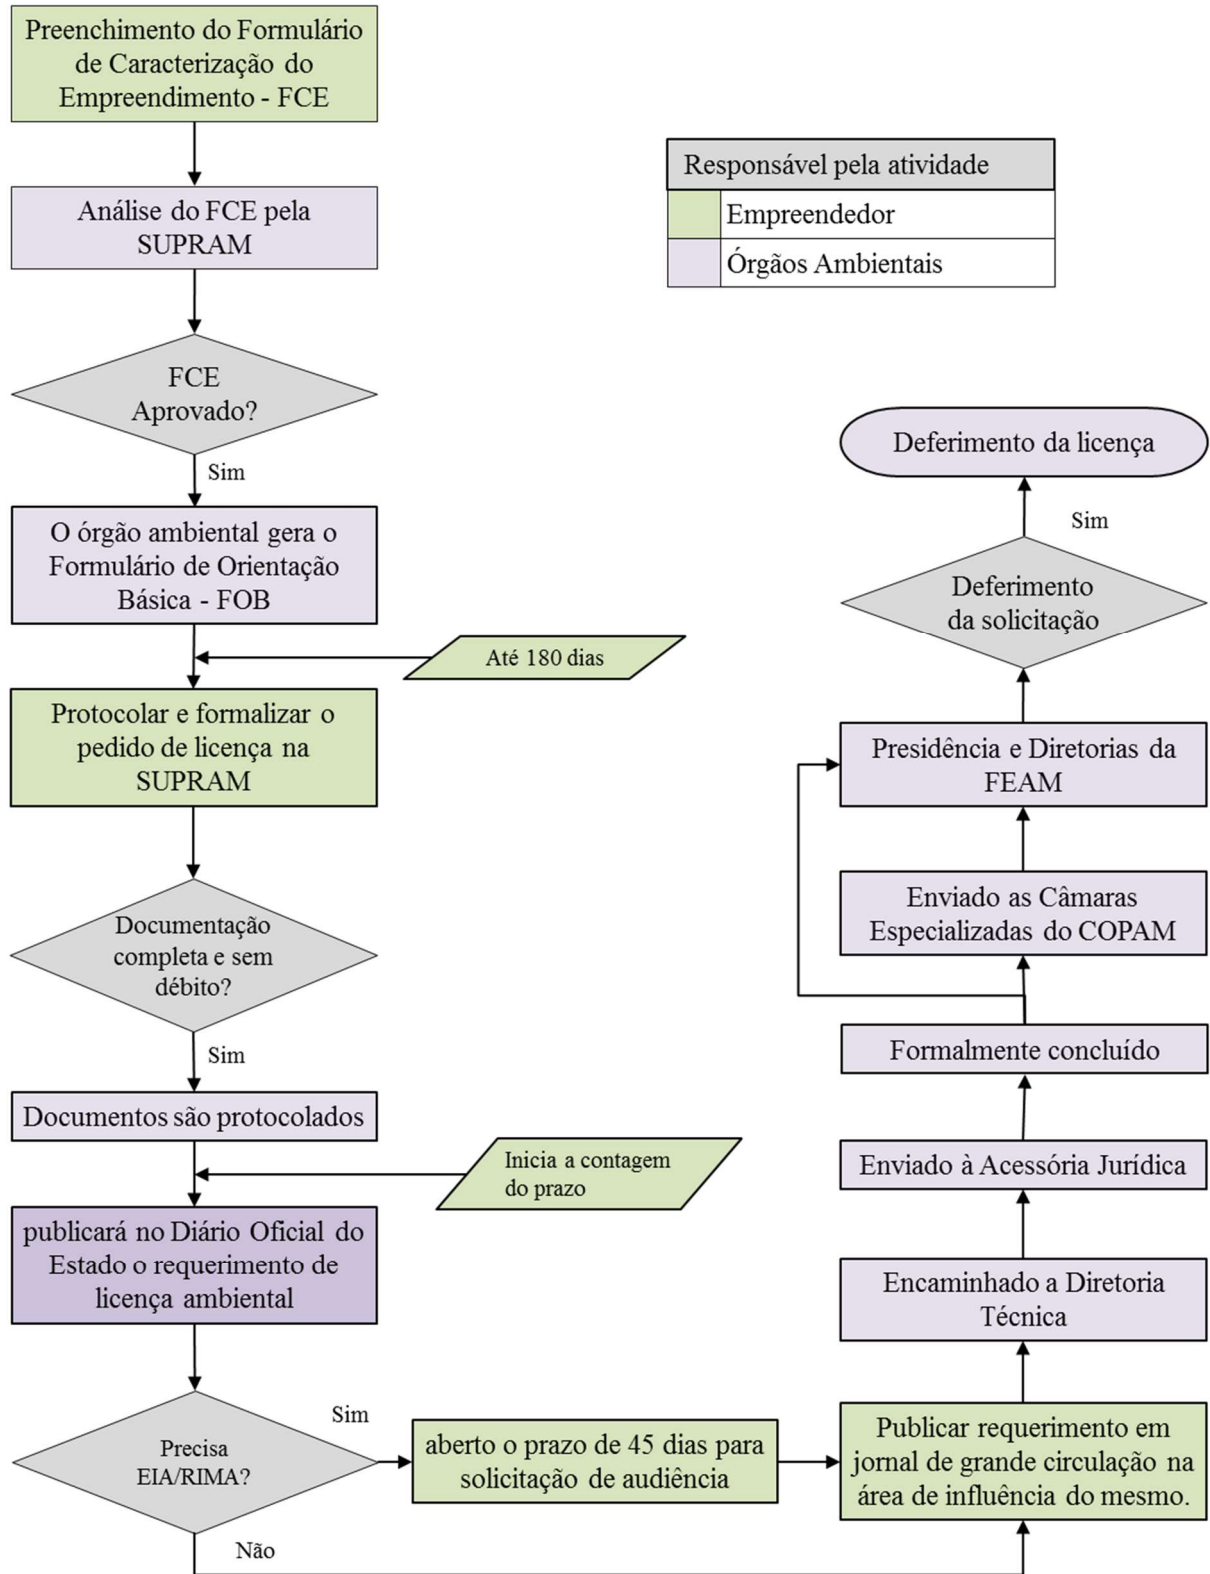 Preenchimento do Formulário
de Caracterização do
Empreendimento - FCE
Análise do FCE pela
SUPRAM
FCE
Aprovado?
Sim
O órgão ambiental gera o
Formulário de Orientação
Básica - FOB
Até 180 dias
Protocolar e formalizar o
pedido de licença na
SUPRAM
Documentação
completa e sem
débito?
Sim
Documentos são protocolados
Inicia a contagem
do prazo
publicará no Diário Oficial do
Estado o requerimento de
licença ambiental
Precisa
EIA/RIMA?
Sim
Não
aberto o prazo de 45 dias para
solicitação de audiência
Publicar requerimento em
jornal de grande circulação na
área de influência do mesmo.
Encaminhado a Diretoria
Técnica
Enviado à Acessória Jurídica
Formalmente concluído
Enviado as Câmaras
Especializadas do COPAM
Presidência e Diretorias da
FEAM
Deferimento
da solicitação
Sim
Deferimento da licença
Responsável pela atividade
Empreendedor
Órgãos Ambientais